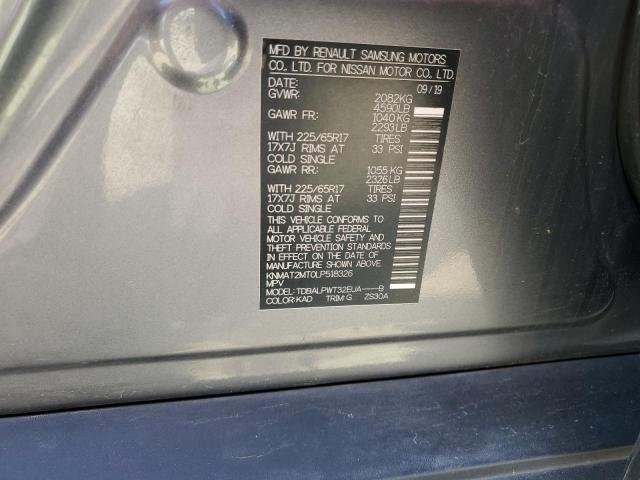 MFD BY RENAULT SAMSUNG MOTORS
CO. LTD. FOR NISSAN MOTOR CO. LTD.
DATE: 09/19
GVWR: 2082KG
4590LB
GAWR FR: 1040KG
2293LB
WITH 225/65R17 TIRES
17X7J RIMS AT 33 PSI
COLD SINGLE
GAWR RR: 1055KG
2326LB
WITH 225/65R17 TIRES
17X7J RIMS AT 33 PSI
COLD SINGLE
THIS VEHICLE CONFORMS TO
ALL APPLICABLE FEDERAL
MOTOR VEHICLE SAFETY AND
THEFT PREVENTION STANDARDS
IN EFFECT ON THE DATE OF
MANUFACTURE SHOWN ABOVE.
KNMAT2MT0LP518326
MPV
MODEL: TDBALPWT32EUA----B
COLOR: KAD TRIM: G ZS30A